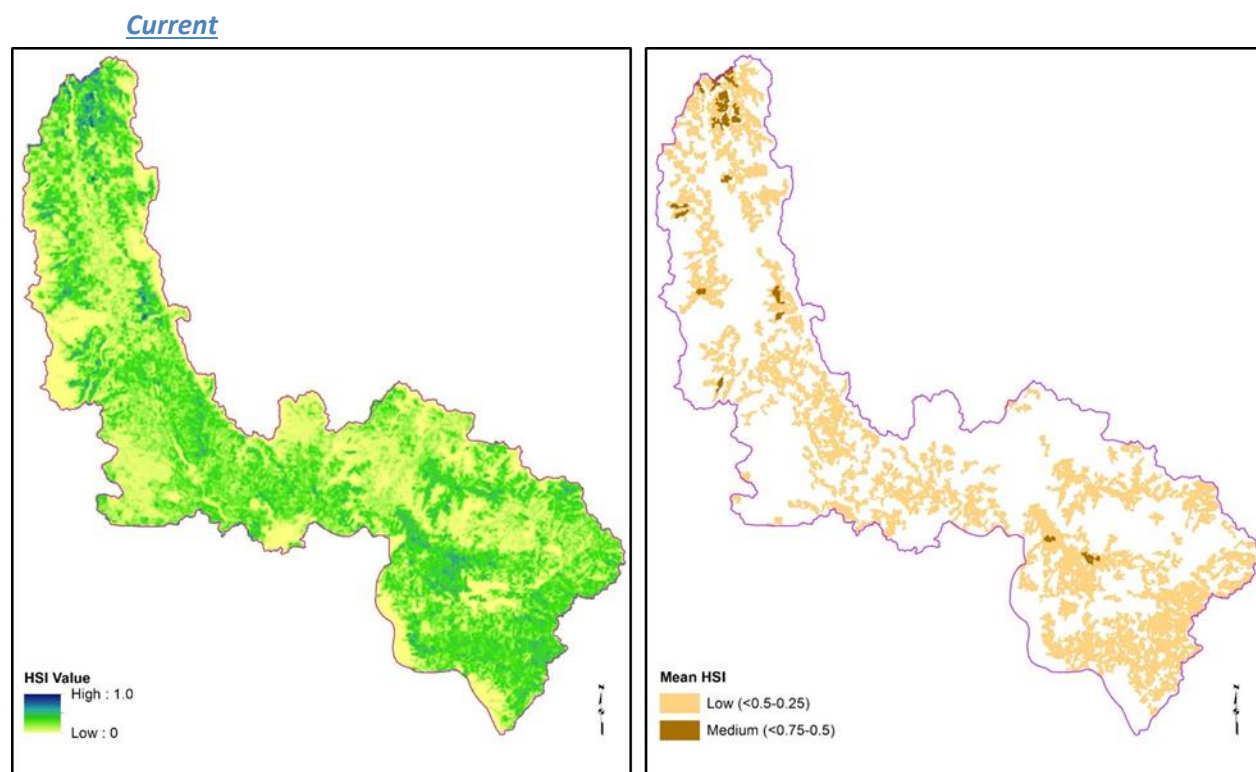 Current
HSI Value
High : 1.0
Low : 0
N
Mean HSI
Low (<0.5-0.25)
Medium (<0.75-0.5)
N